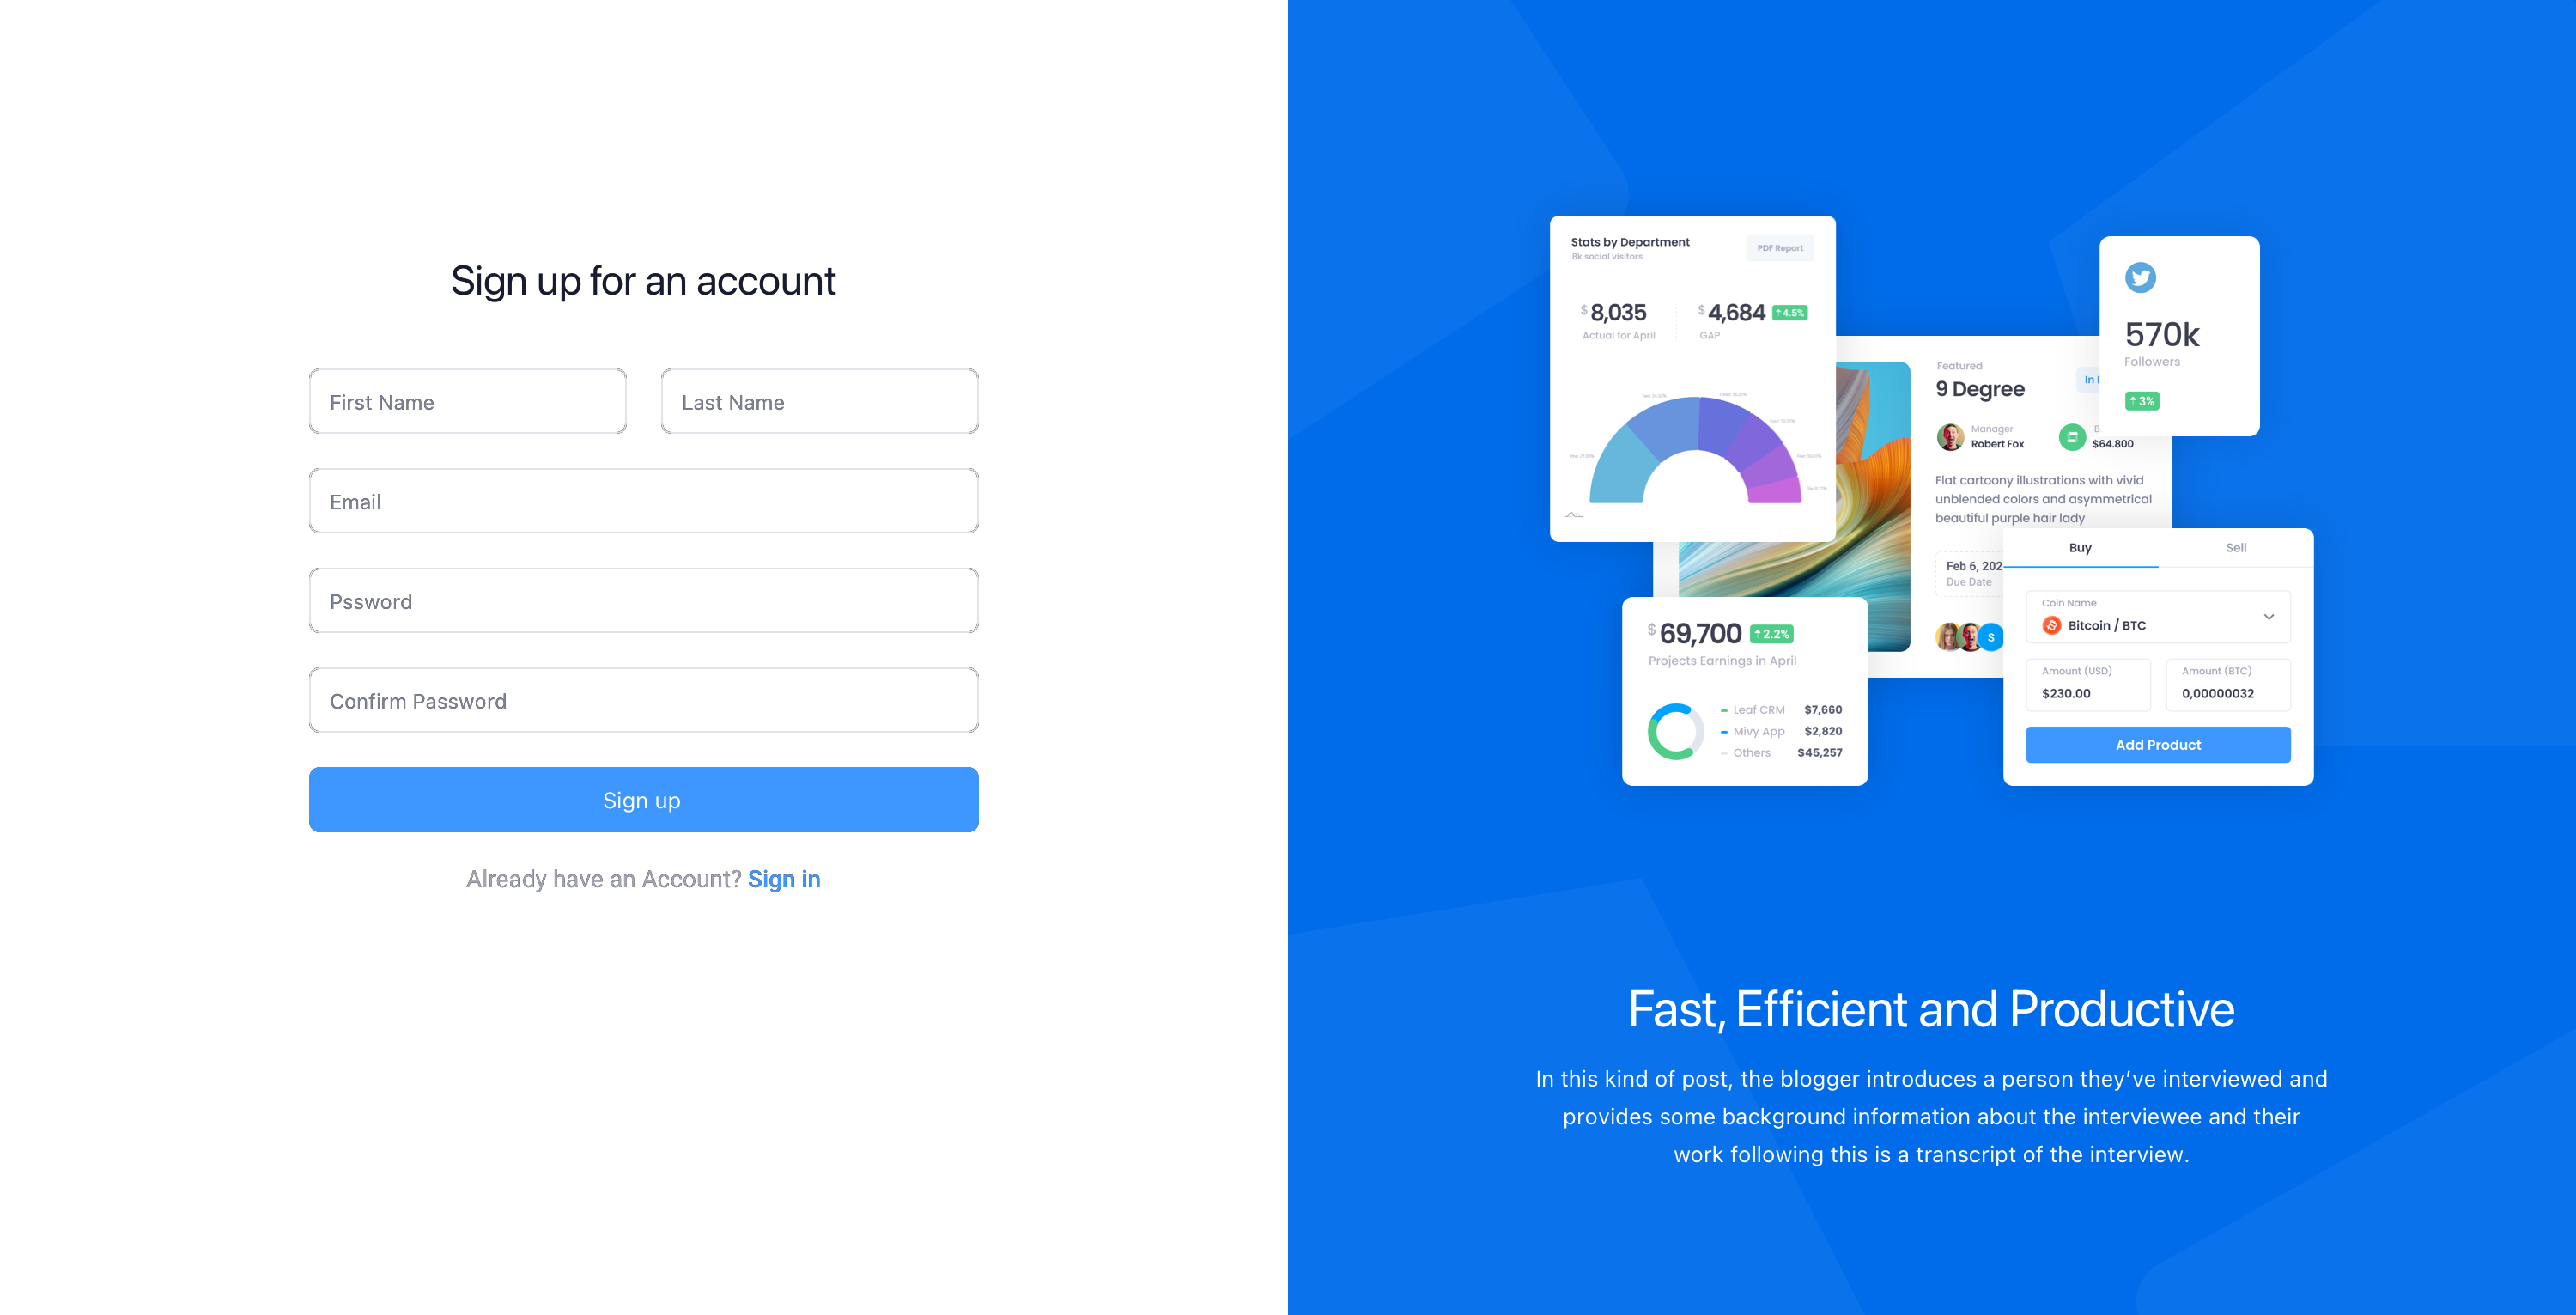 Sign up for an account
First Name
Last Name
Email
Pssword
Confirm Password
Sign up
Already have an Account? Sign in
Stats by Department
8k social visitors
PDF Report
$ 8,035
Actual for April
$ 4,684 ↑ 4.5%
GAP
570k
Followers
↑ 3%
Featured
9 Degree
In
Manager
Robert Fox
B
$64.800
Flat cartoony illustrations with vivid
unblended colors and asymmetrical
beautiful purple hair lady
Feb 6, 202
Due Date
S
$ 69,700 ↑ 2.2%
Projects Earnings in April
Leaf CRM $7,660
Mivy App $2,820
Others $45,257
Buy
Sell
Coin Name
Bitcoin / BTC
Amount (USD)
$230.00
Amount (BTC)
0,00000032
Add Product
Fast, Efficient and Productive
In this kind of post, the blogger introduces a person they’ve interviewed and
provides some background information about the interviewee and their
work following this is a transcript of the interview.